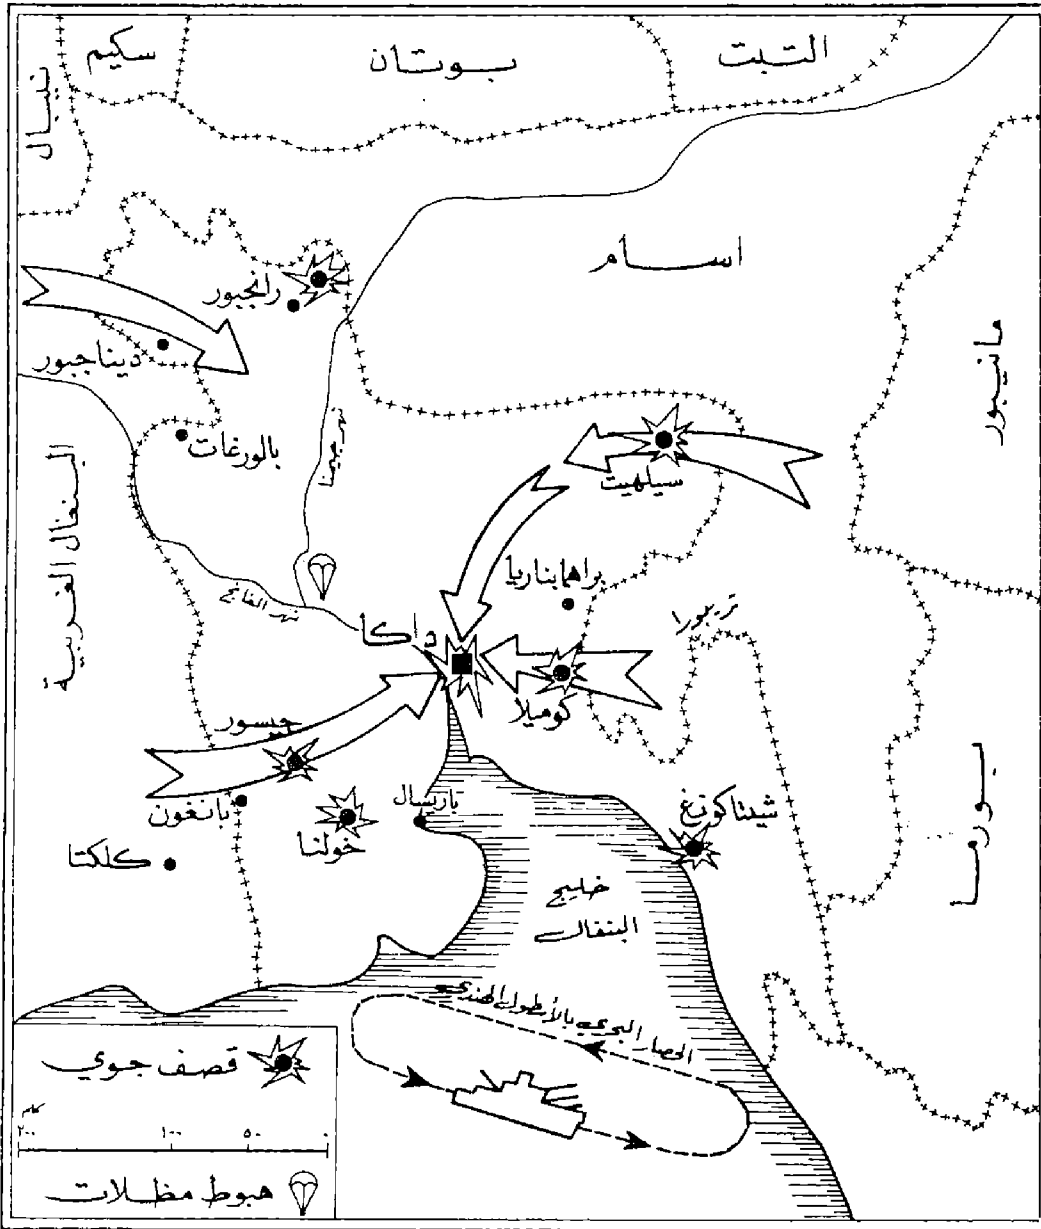 سكيم
بوتان
التبت
نيبال
اسام
رانجبور
ديناجبور
مانيبور
بالورغات
نهر جمنا
سيلهيت
البنغال الغربية
براهمابناريا
نهر الغانج
تريبورا
داكا
كوميلا
جيسور
بورما
بانغون
باريسال
شيتاكونغ
خولنا
كلكتا
خليج
البنغال
الحصار البحري بالأسطول الهندي
قصف جوي
كلم
٢٠٠ ١٠٠ ٥٠ ٠
هبوط مظلات